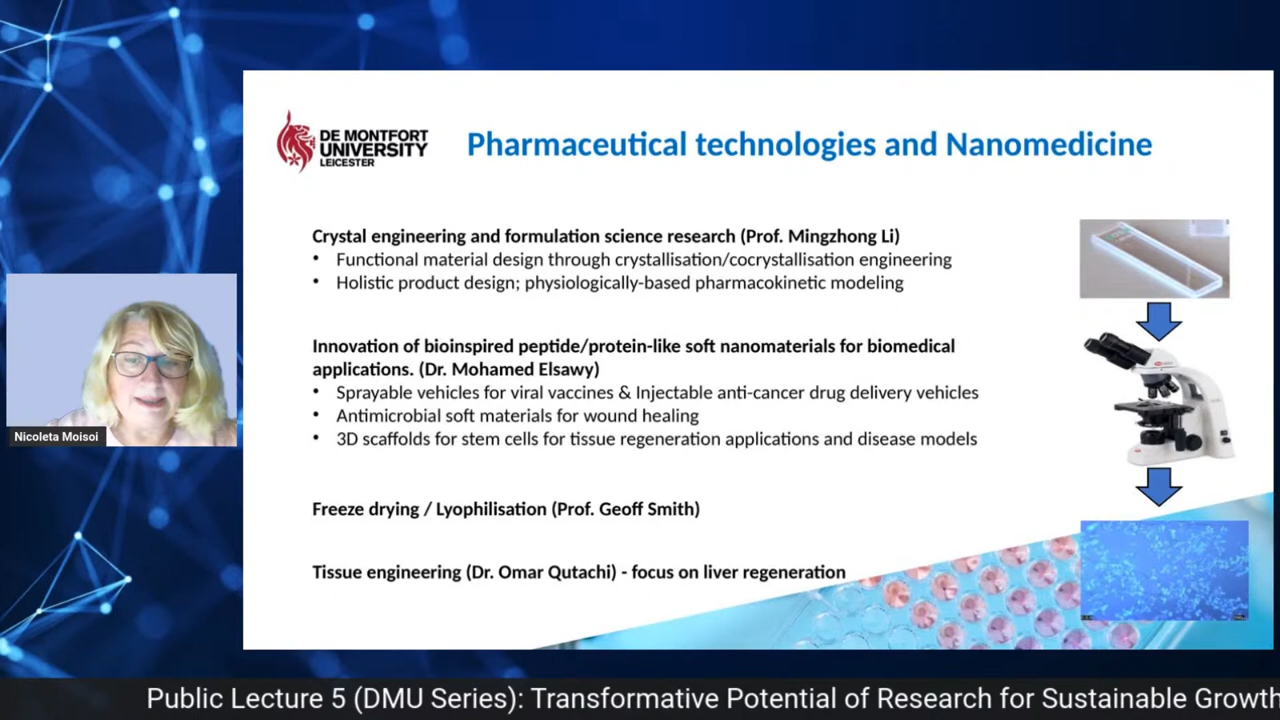 DE MONTFORT
UNIVERSITY
LEICESTER
Pharmaceutical technologies and Nanomedicine
Crystal engineering and formulation science research (Prof. Mingzhong Li)
• Functional material design through crystallisation/cocrystallisation engineering
• Holistic product design; physiologically-based pharmacokinetic modeling
Innovation of bioinspired peptide/protein-like soft nanomaterials for biomedical
applications. (Dr. Mohamed Elsawy)
• Sprayable vehicles for viral vaccines & Injectable anti-cancer drug delivery vehicles
• Antimicrobial soft materials for wound healing
• 3D scaffolds for stem cells for tissue regeneration applications and disease models
Freeze drying / Lyophilisation (Prof. Geoff Smith)
Tissue engineering (Dr. Omar Qutachi) - focus on liver regeneration
Nicoleta Moisoi
Public Lecture 5 (DMU Series): Transformative Potential of Research for Sustainable Growth